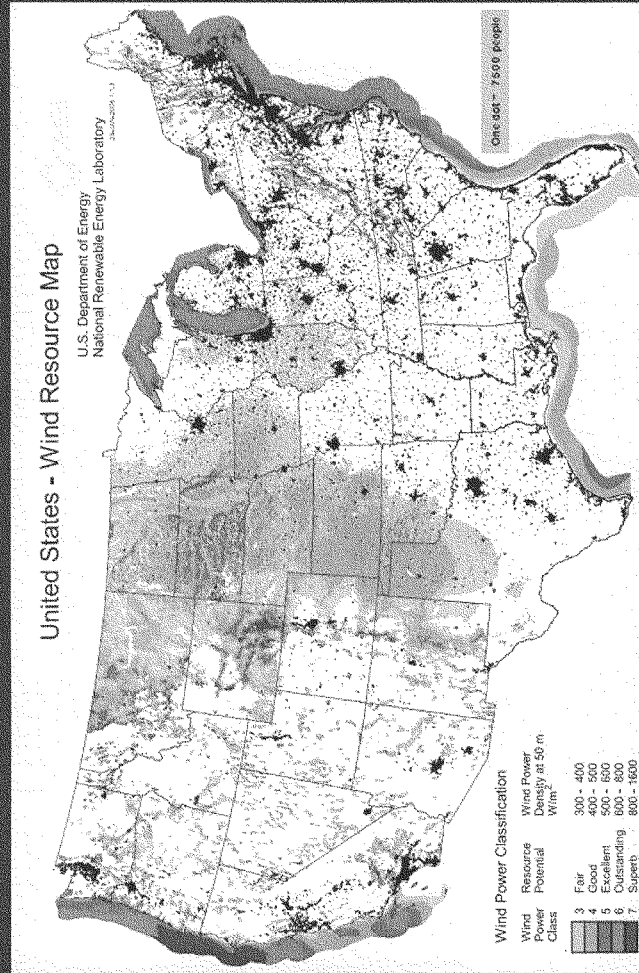 United States - Wind Resource Map
U.S. Department of Energy
National Renewable Energy Laboratory
One dot = 7500 people
Wind Power Classification
Wind Power Class Resource Potential Wind Power Density at 50 m W/m²
3 Fair 300 - 400
4 Good 400 - 500
5 Excellent 500 - 600
6 Outstanding 600 - 800
7 Superb 800 - 1600